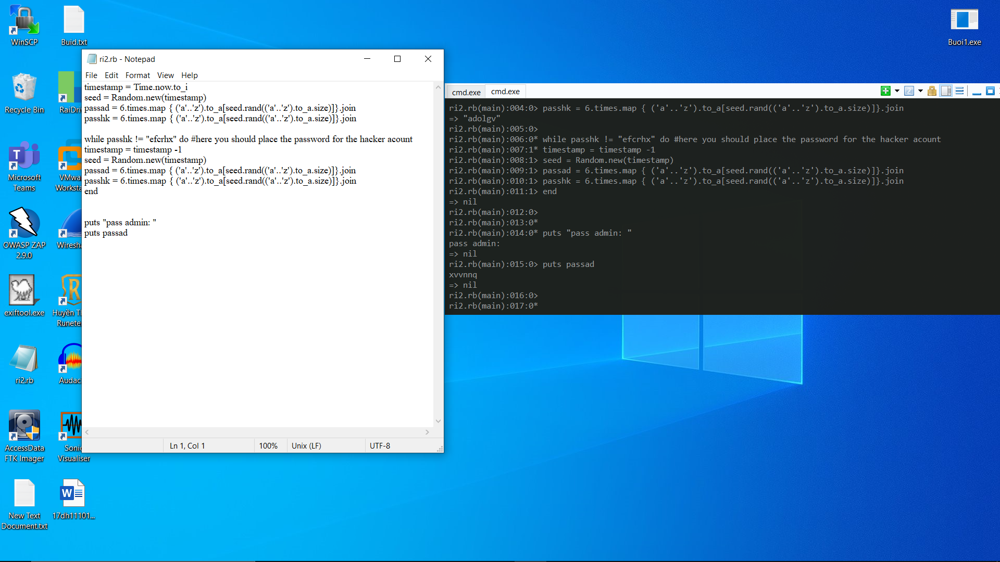 WinSCP
Buid.txt
Recycle Bin
RaiDri
Microsoft
Teams
VMwa
Worksta
OWASP ZAP
2.9.0
Wiresha
exiftool.exe
Huyền Th
Runeter
ri2.rb
Audac
AccessData
FTK Imager
Sonic
Visualiser
New Text
Document.txt
17dh11101...
Buoi1.exe
ri2.rb - Notepad
File Edit Format View Help
timestamp = Time.now.to_i
seed = Random.new(timestamp)
passad = 6.times.map { ('a'..'z').to_a[seed.rand(('a'..'z').to_a.size)]}.join
passhk = 6.times.map { ('a'..'z').to_a[seed.rand(('a'..'z').to_a.size)]}.join
while passhk != "efcrhx" do #here you should place the password for the hacker acount
timestamp = timestamp -1
seed = Random.new(timestamp)
passad = 6.times.map { ('a'..'z').to_a[seed.rand(('a'..'z').to_a.size)]}.join
passhk = 6.times.map { ('a'..'z').to_a[seed.rand(('a'..'z').to_a.size)]}.join
end
puts "pass admin: "
puts passad
Ln 1, Col 1 100% Unix (LF) UTF-8
cmd.exe cmd.exe
ri2.rb(main):004:0> passhk = 6.times.map { ('a'..'z').to_a[seed.rand(('a'..'z').to_a.size)]}.join
=> "adolgv"
ri2.rb(main):005:0>
ri2.rb(main):006:0* while passhk != "efcrhx" do #here you should place the password for the hacker acount
ri2.rb(main):007:1* timestamp = timestamp -1
ri2.rb(main):008:1> seed = Random.new(timestamp)
ri2.rb(main):009:1> passad = 6.times.map { ('a'..'z').to_a[seed.rand(('a'..'z').to_a.size)]}.join
ri2.rb(main):010:1> passhk = 6.times.map { ('a'..'z').to_a[seed.rand(('a'..'z').to_a.size)]}.join
ri2.rb(main):011:1> end
=> nil
ri2.rb(main):012:0>
ri2.rb(main):013:0*
ri2.rb(main):014:0* puts "pass admin: "
pass admin:
=> nil
ri2.rb(main):015:0> puts passad
xvvnnq
=> nil
ri2.rb(main):016:0>
ri2.rb(main):017:0*